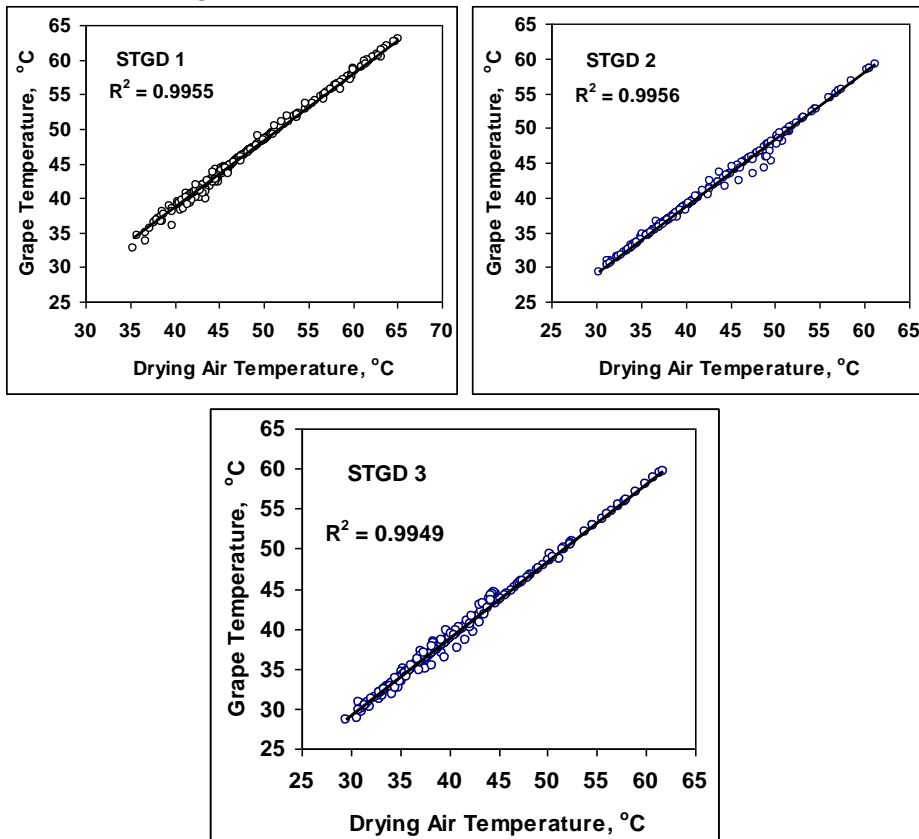 65
60
55
50
45
40
35
30
25
Grape Temperature, °C
STGD 1
R² = 0.9955
30 35 40 45 50 55 60 65 70
Drying Air Temperature, °C
65
60
55
50
45
40
35
30
25
Grape Temperature, °C
STGD 2
R² = 0.9956
25 30 35 40 45 50 55 60 65
Drying Air Temperature, °C
65
60
55
50
45
40
35
30
25
Grape Temperature, °C
STGD 3
R² = 0.9949
25 30 35 40 45 50 55 60 65
Drying Air Temperature, °C